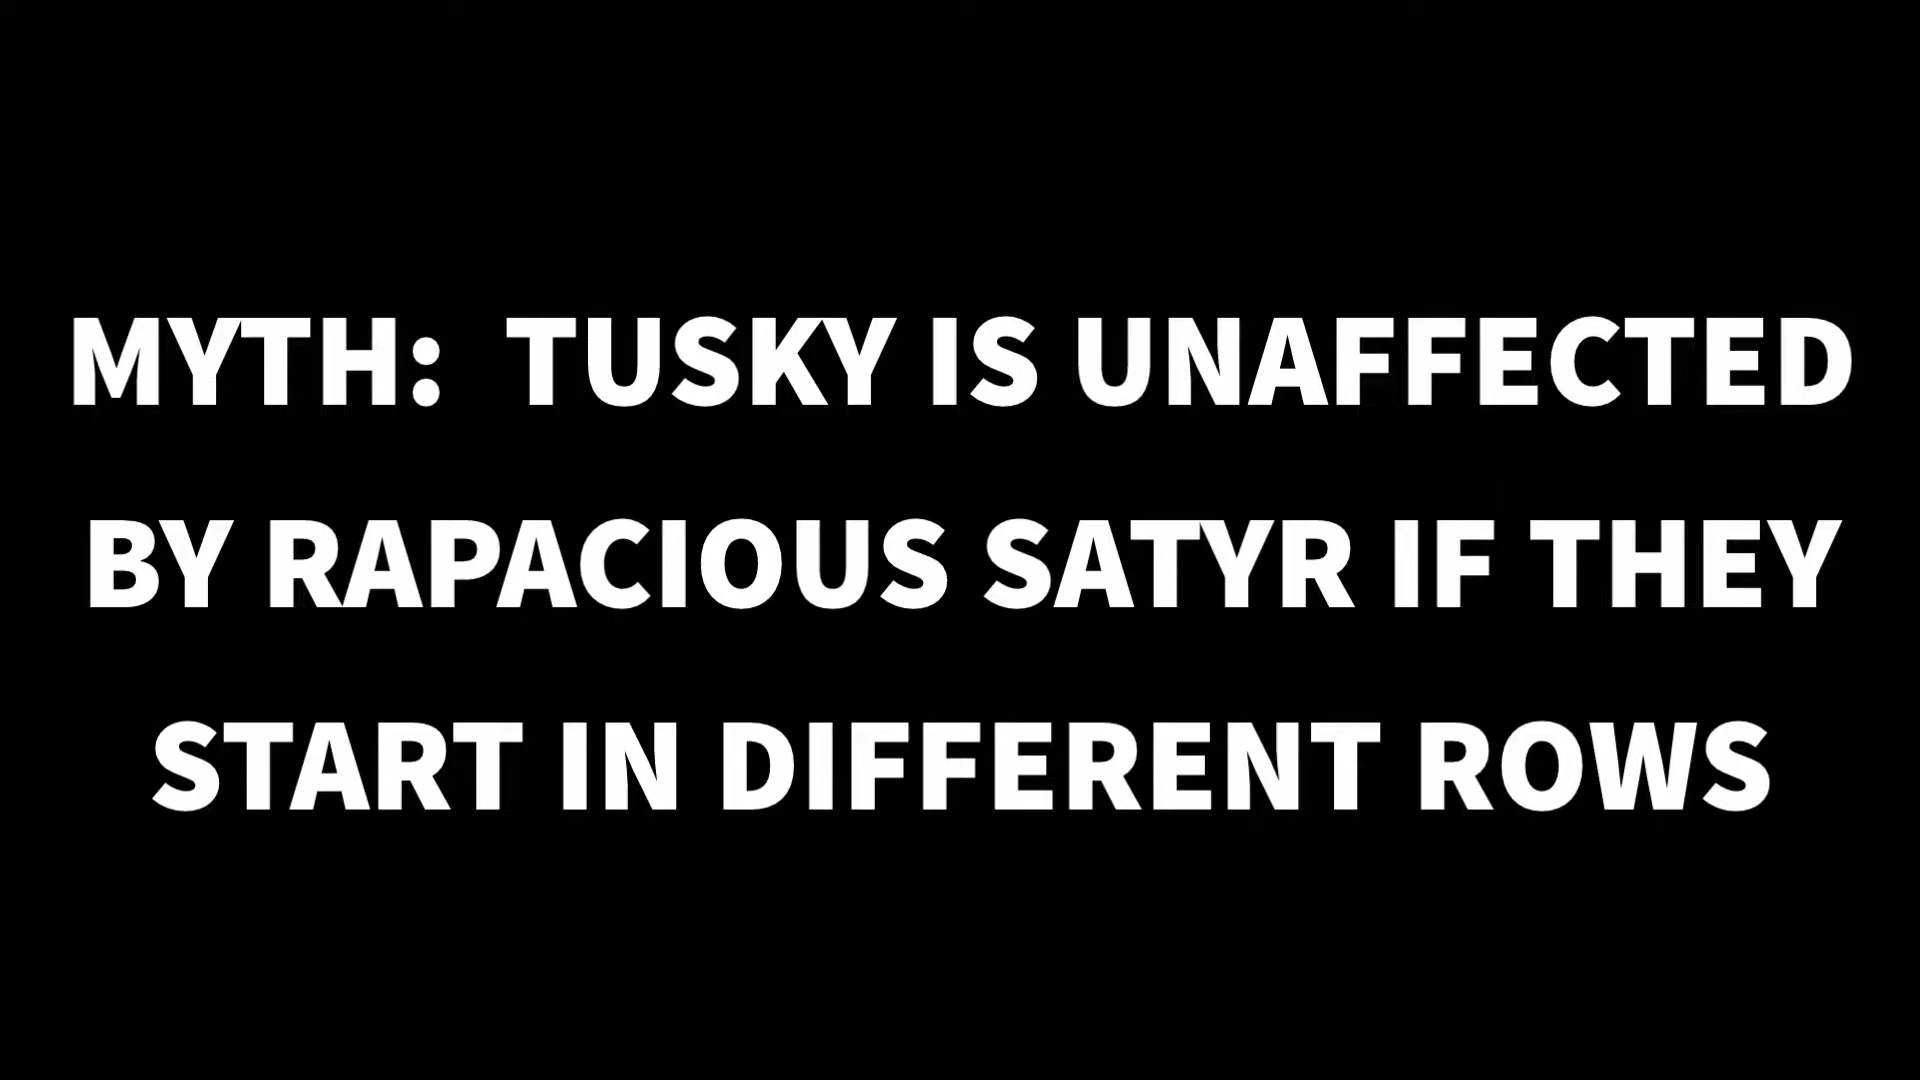 MYTH:  TUSKY IS UNAFFECTED
BY RAPACIOUS SATYR IF THEY
START IN DIFFERENT ROWS